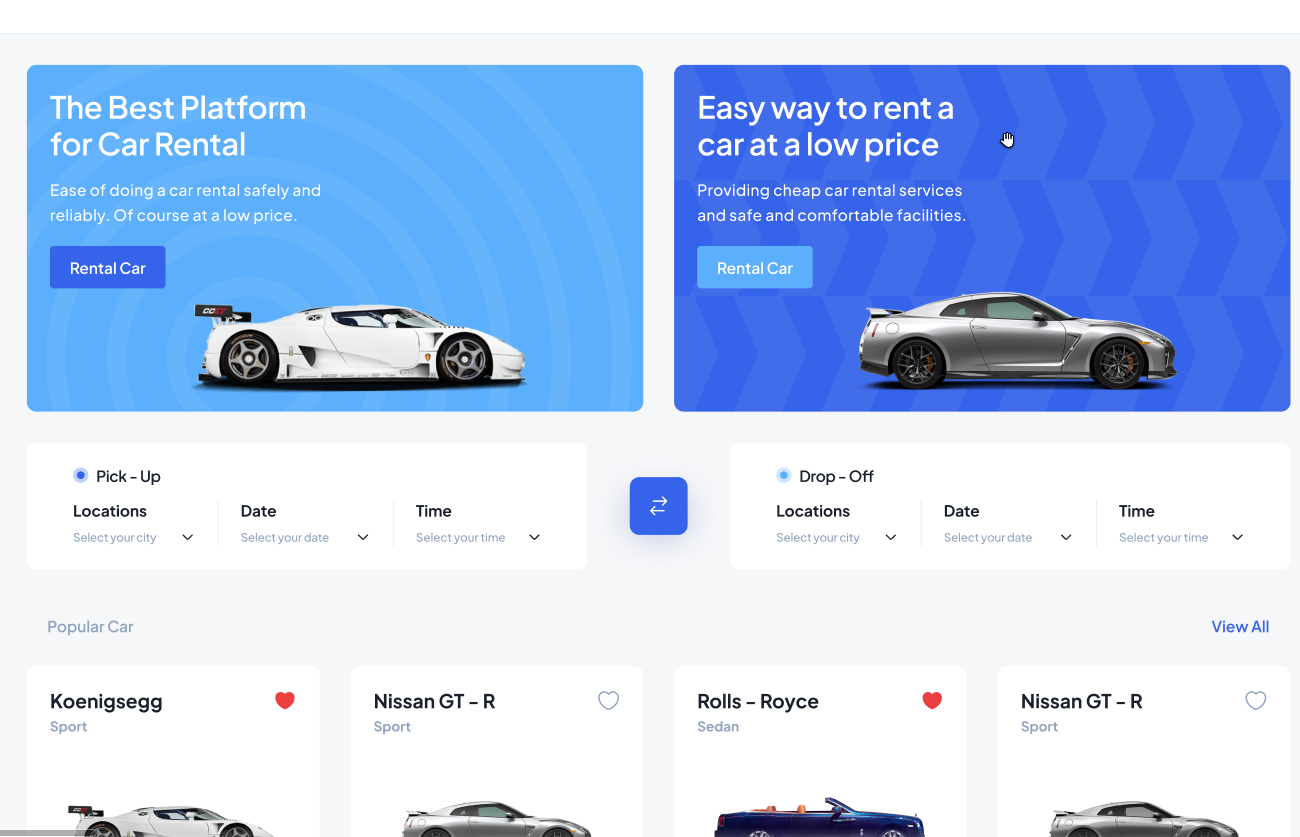 The Best Platform
for Car Rental
Ease of doing a car rental safely and
reliably. Of course at a low price.
Rental Car
Easy way to rent a
car at a low price
Providing cheap car rental services
and safe and comfortable facilities.
Rental Car
Pick - Up
Locations
Select your city
Date
Select your date
Time
Select your time
Drop - Off
Locations
Select your city
Date
Select your date
Time
Select your time
Popular Car
View All
Koenigsegg
Sport
Nissan GT - R
Sport
Rolls - Royce
Sedan
Nissan GT - R
Sport